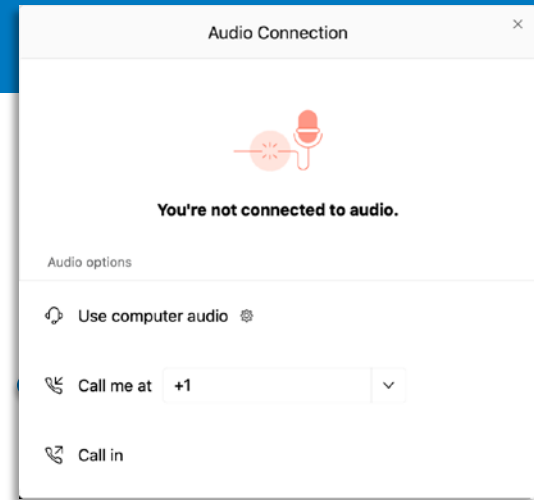 Audio Connection
You're not connected to audio.
Audio options
Use computer audio
Call me at +1
Call in